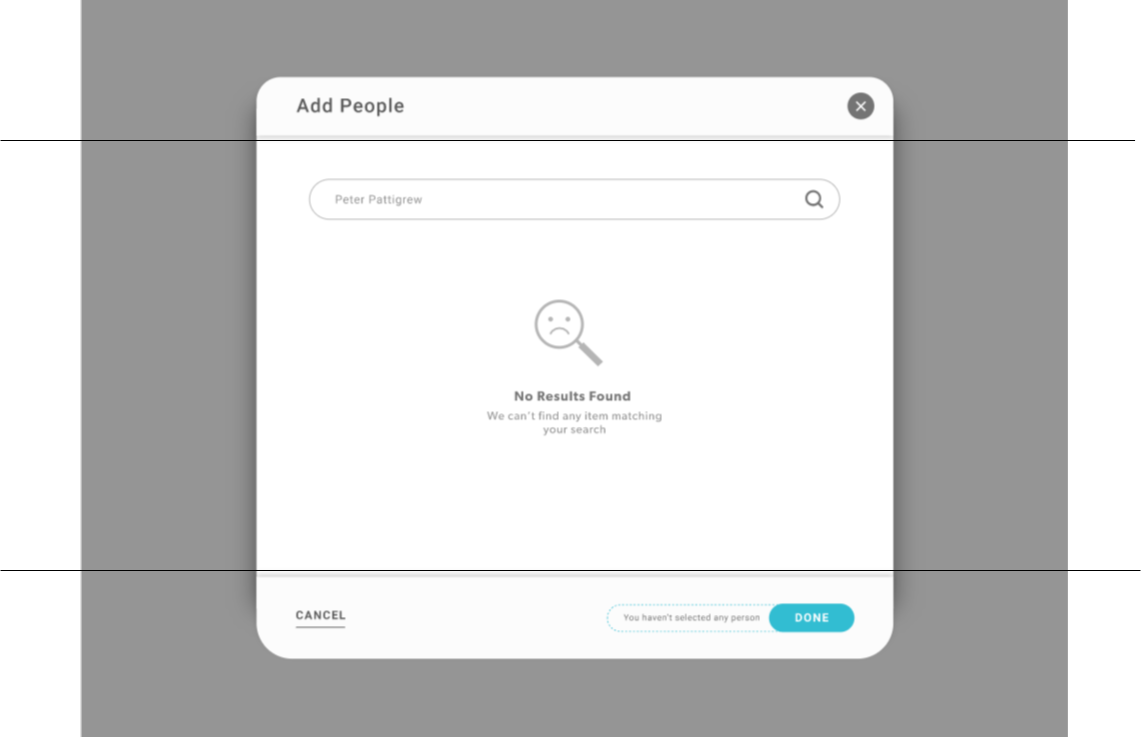 Add People
Peter Pattigrew
No Results Found
We can't find any item matching
your search
CANCEL
You haven't selected any person
DONE